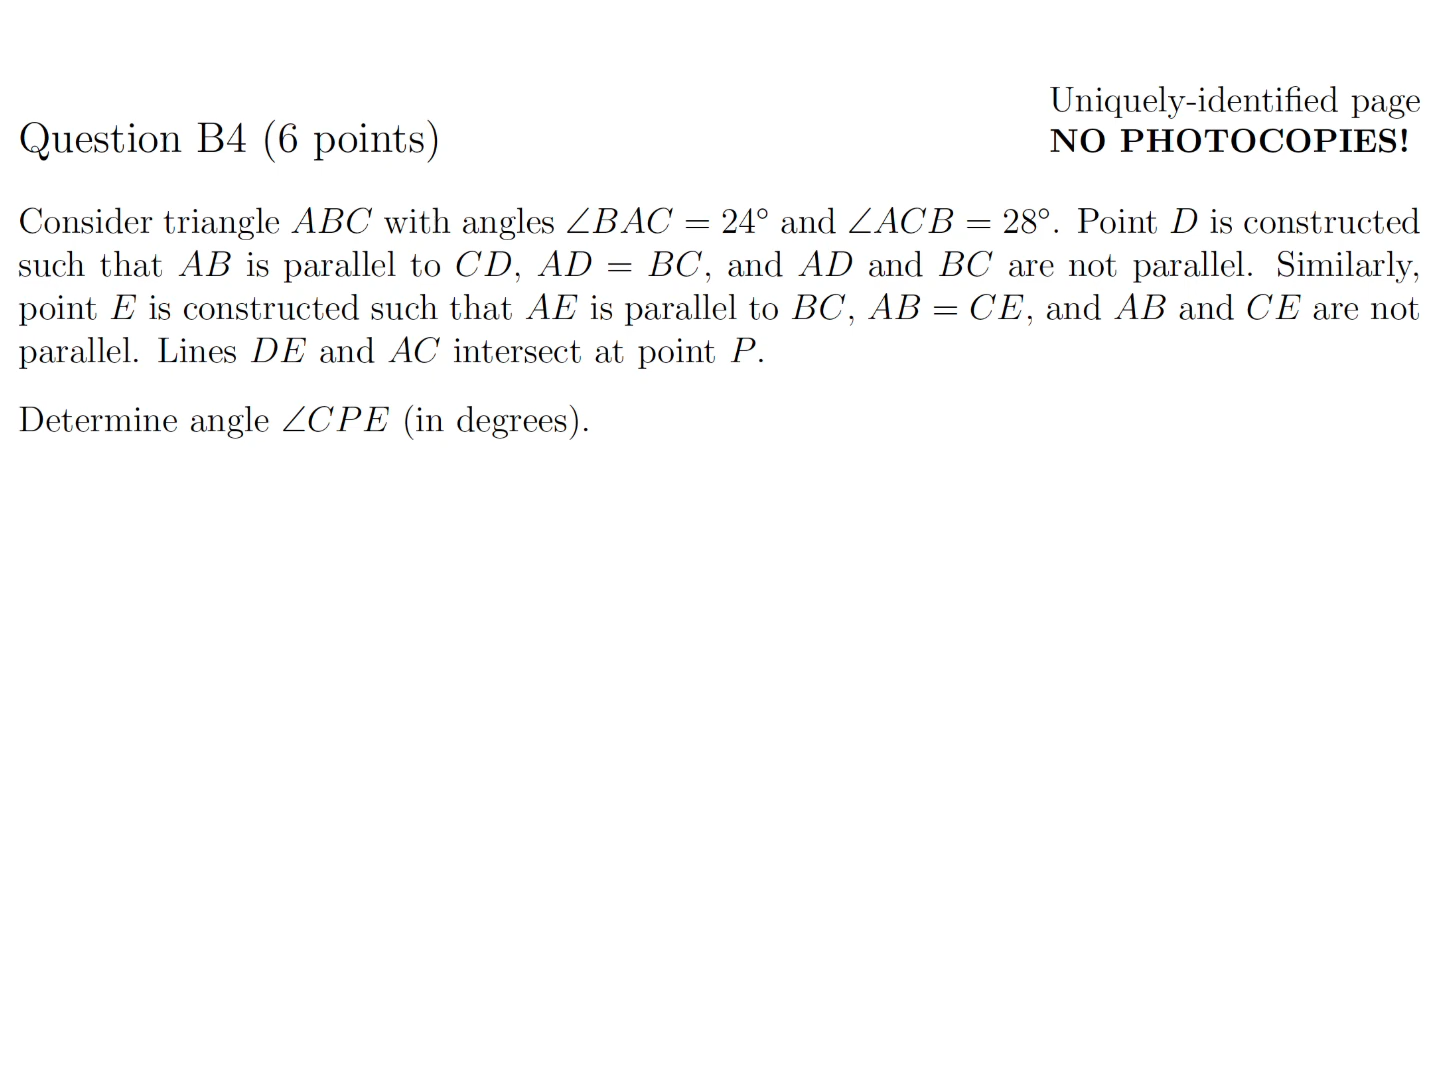 Uniquely-identified page
Question B4 (6 points)
NO PHOTOCOPIES!
Consider triangle ABC with angles ∠BAC = 24° and ∠ACB = 28°. Point D is constructed
such that AB is parallel to CD, AD = BC, and AD and BC are not parallel. Similarly,
point E is constructed such that AE is parallel to BC, AB = CE, and AB and CE are not
parallel. Lines DE and AC intersect at point P.
Determine angle ∠CPE (in degrees).